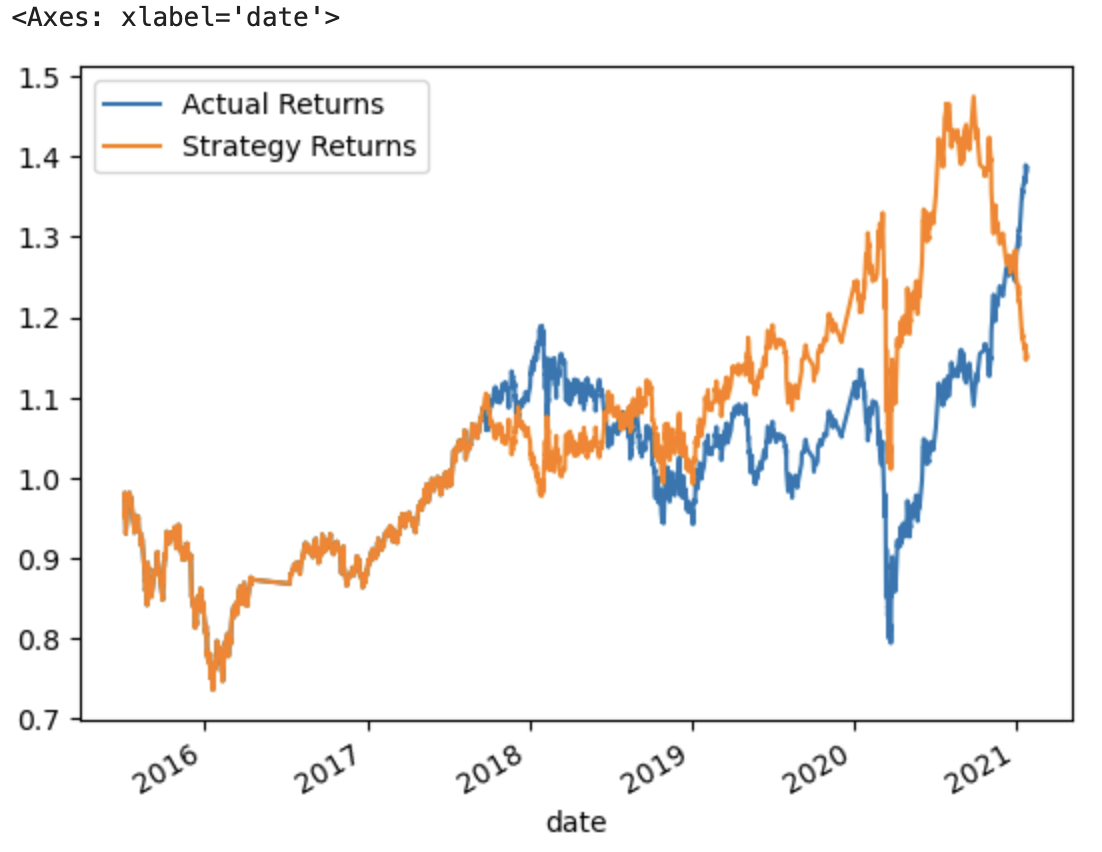 <Axes: xlabel='date'>
1.5
Actual Returns
Strategy Returns
1.4
1.3
1.2
1.1
1.0
0.9
0.8
0.7
2016 2017 2018 2019 2020 2021
date